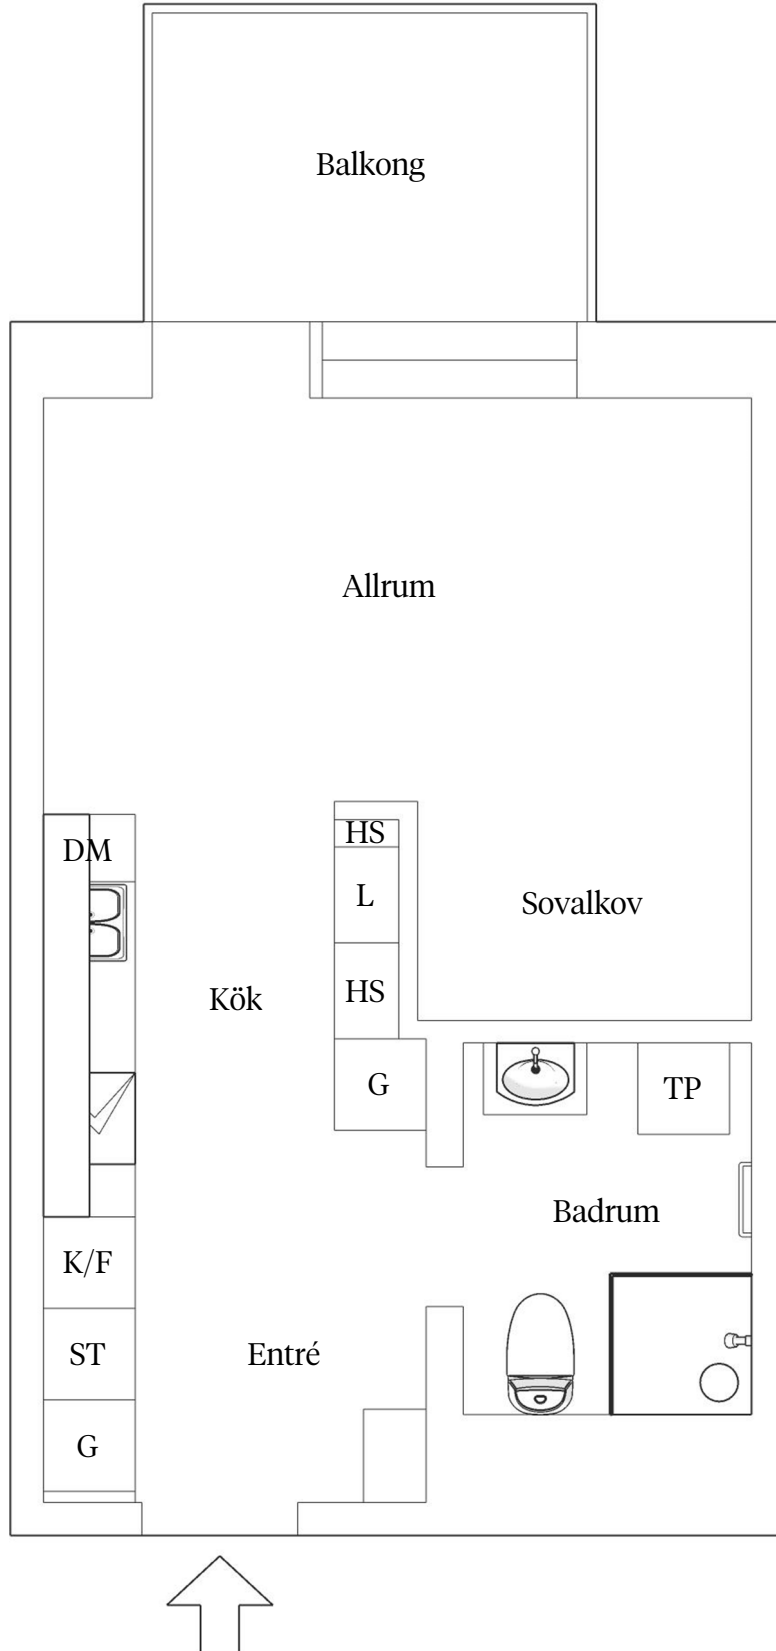 Balkong
Allrum
DM
HS
L
Sovalkov
HS
Kök
G
TP
Badrum
K/F
ST
Entré
G